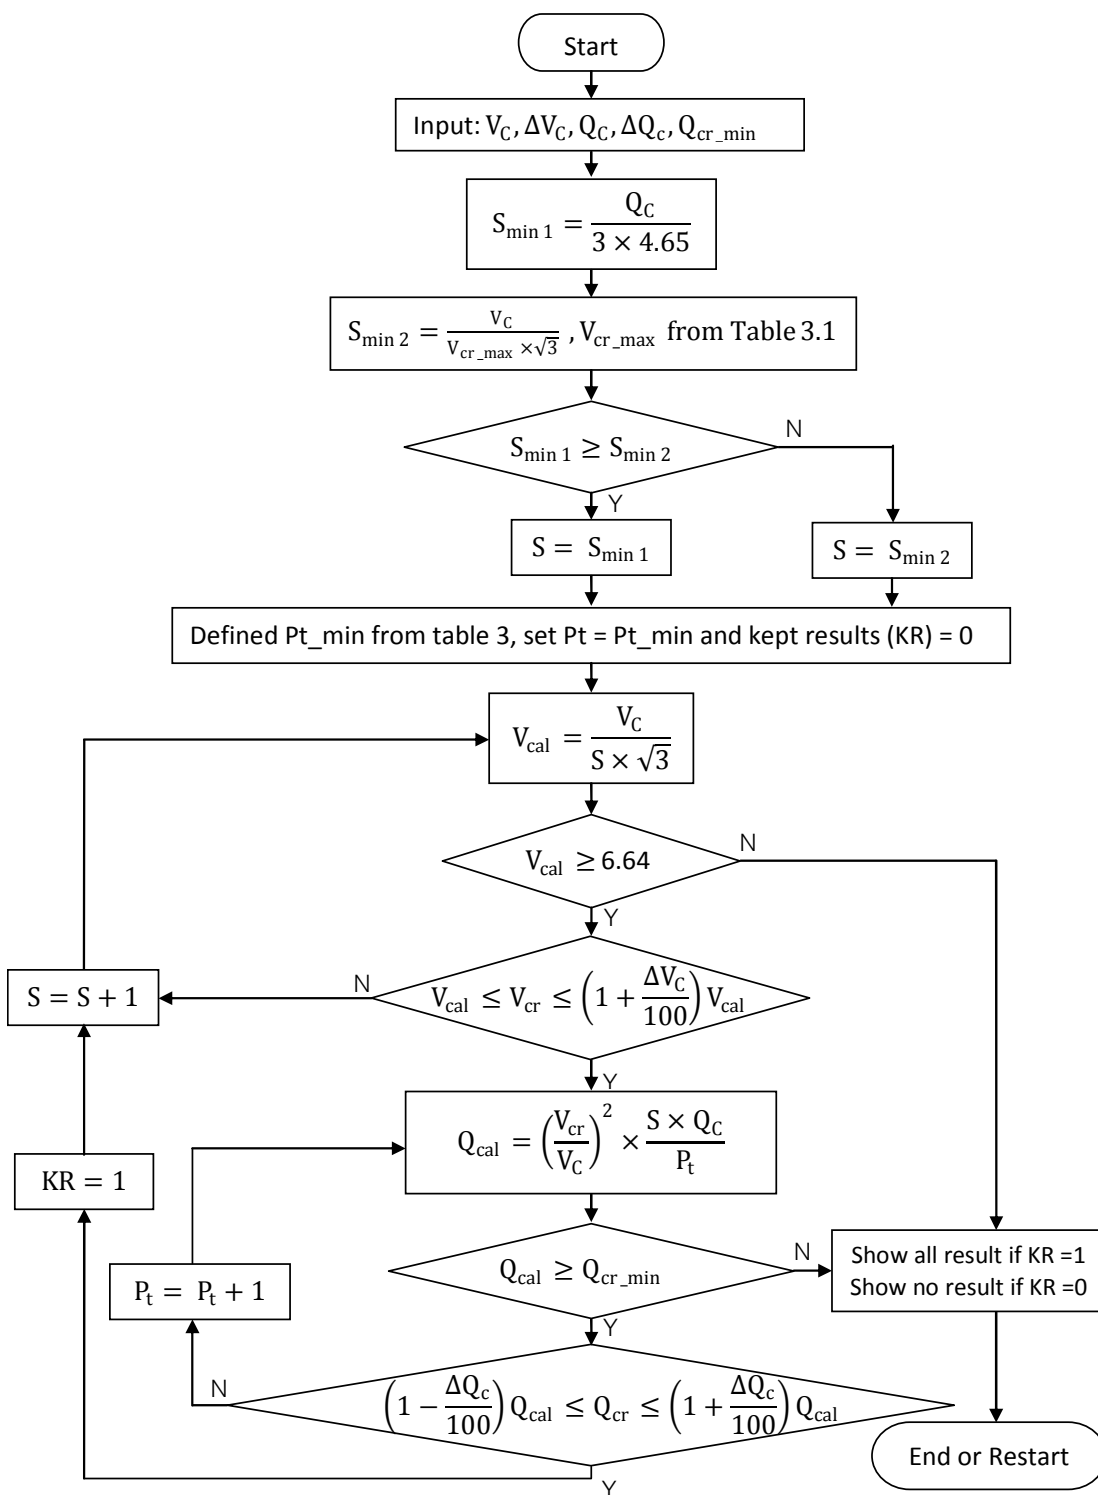 Start
Input: V_C, ΔV_C, Q_C, ΔQ_c, Q_cr_min
S_min 1 = Q_C / (3 × 4.65)
S_min 2 = V_C / (V_cr_max × √3) , V_cr_max from Table 3.1
S_min 1 ≥ S_min 2
N
Y
S = S_min 1
S = S_min 2
Defined Pt_min from table 3, set Pt = Pt_min and kept results (KR) = 0
V_cal = V_C / (S × √3)
V_cal ≥ 6.64
N
Y
V_cal ≤ V_cr ≤ (1 + ΔV_C / 100) V_cal
N
S = S + 1
Y
Q_cal = (V_cr / V_C)^2 × (S × Q_C) / P_t
KR = 1
Q_cal ≥ Q_cr_min
N
Show all result if KR =1
Show no result if KR =0
P_t = P_t + 1
Y
(1 − ΔQ_c / 100) Q_cal ≤ Q_cr ≤ (1 + ΔQ_c / 100) Q_cal
N
Y
End or Restart